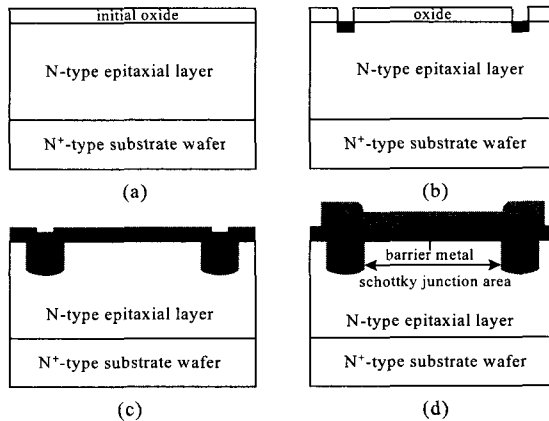 initial oxide
N-type epitaxial layer
N⁺-type substrate wafer
(a)
oxide
N-type epitaxial layer
N⁺-type substrate wafer
(b)
N-type epitaxial layer
N⁺-type substrate wafer
(c)
barrier metal
schottky junction area
N-type epitaxial layer
N⁺-type substrate wafer
(d)